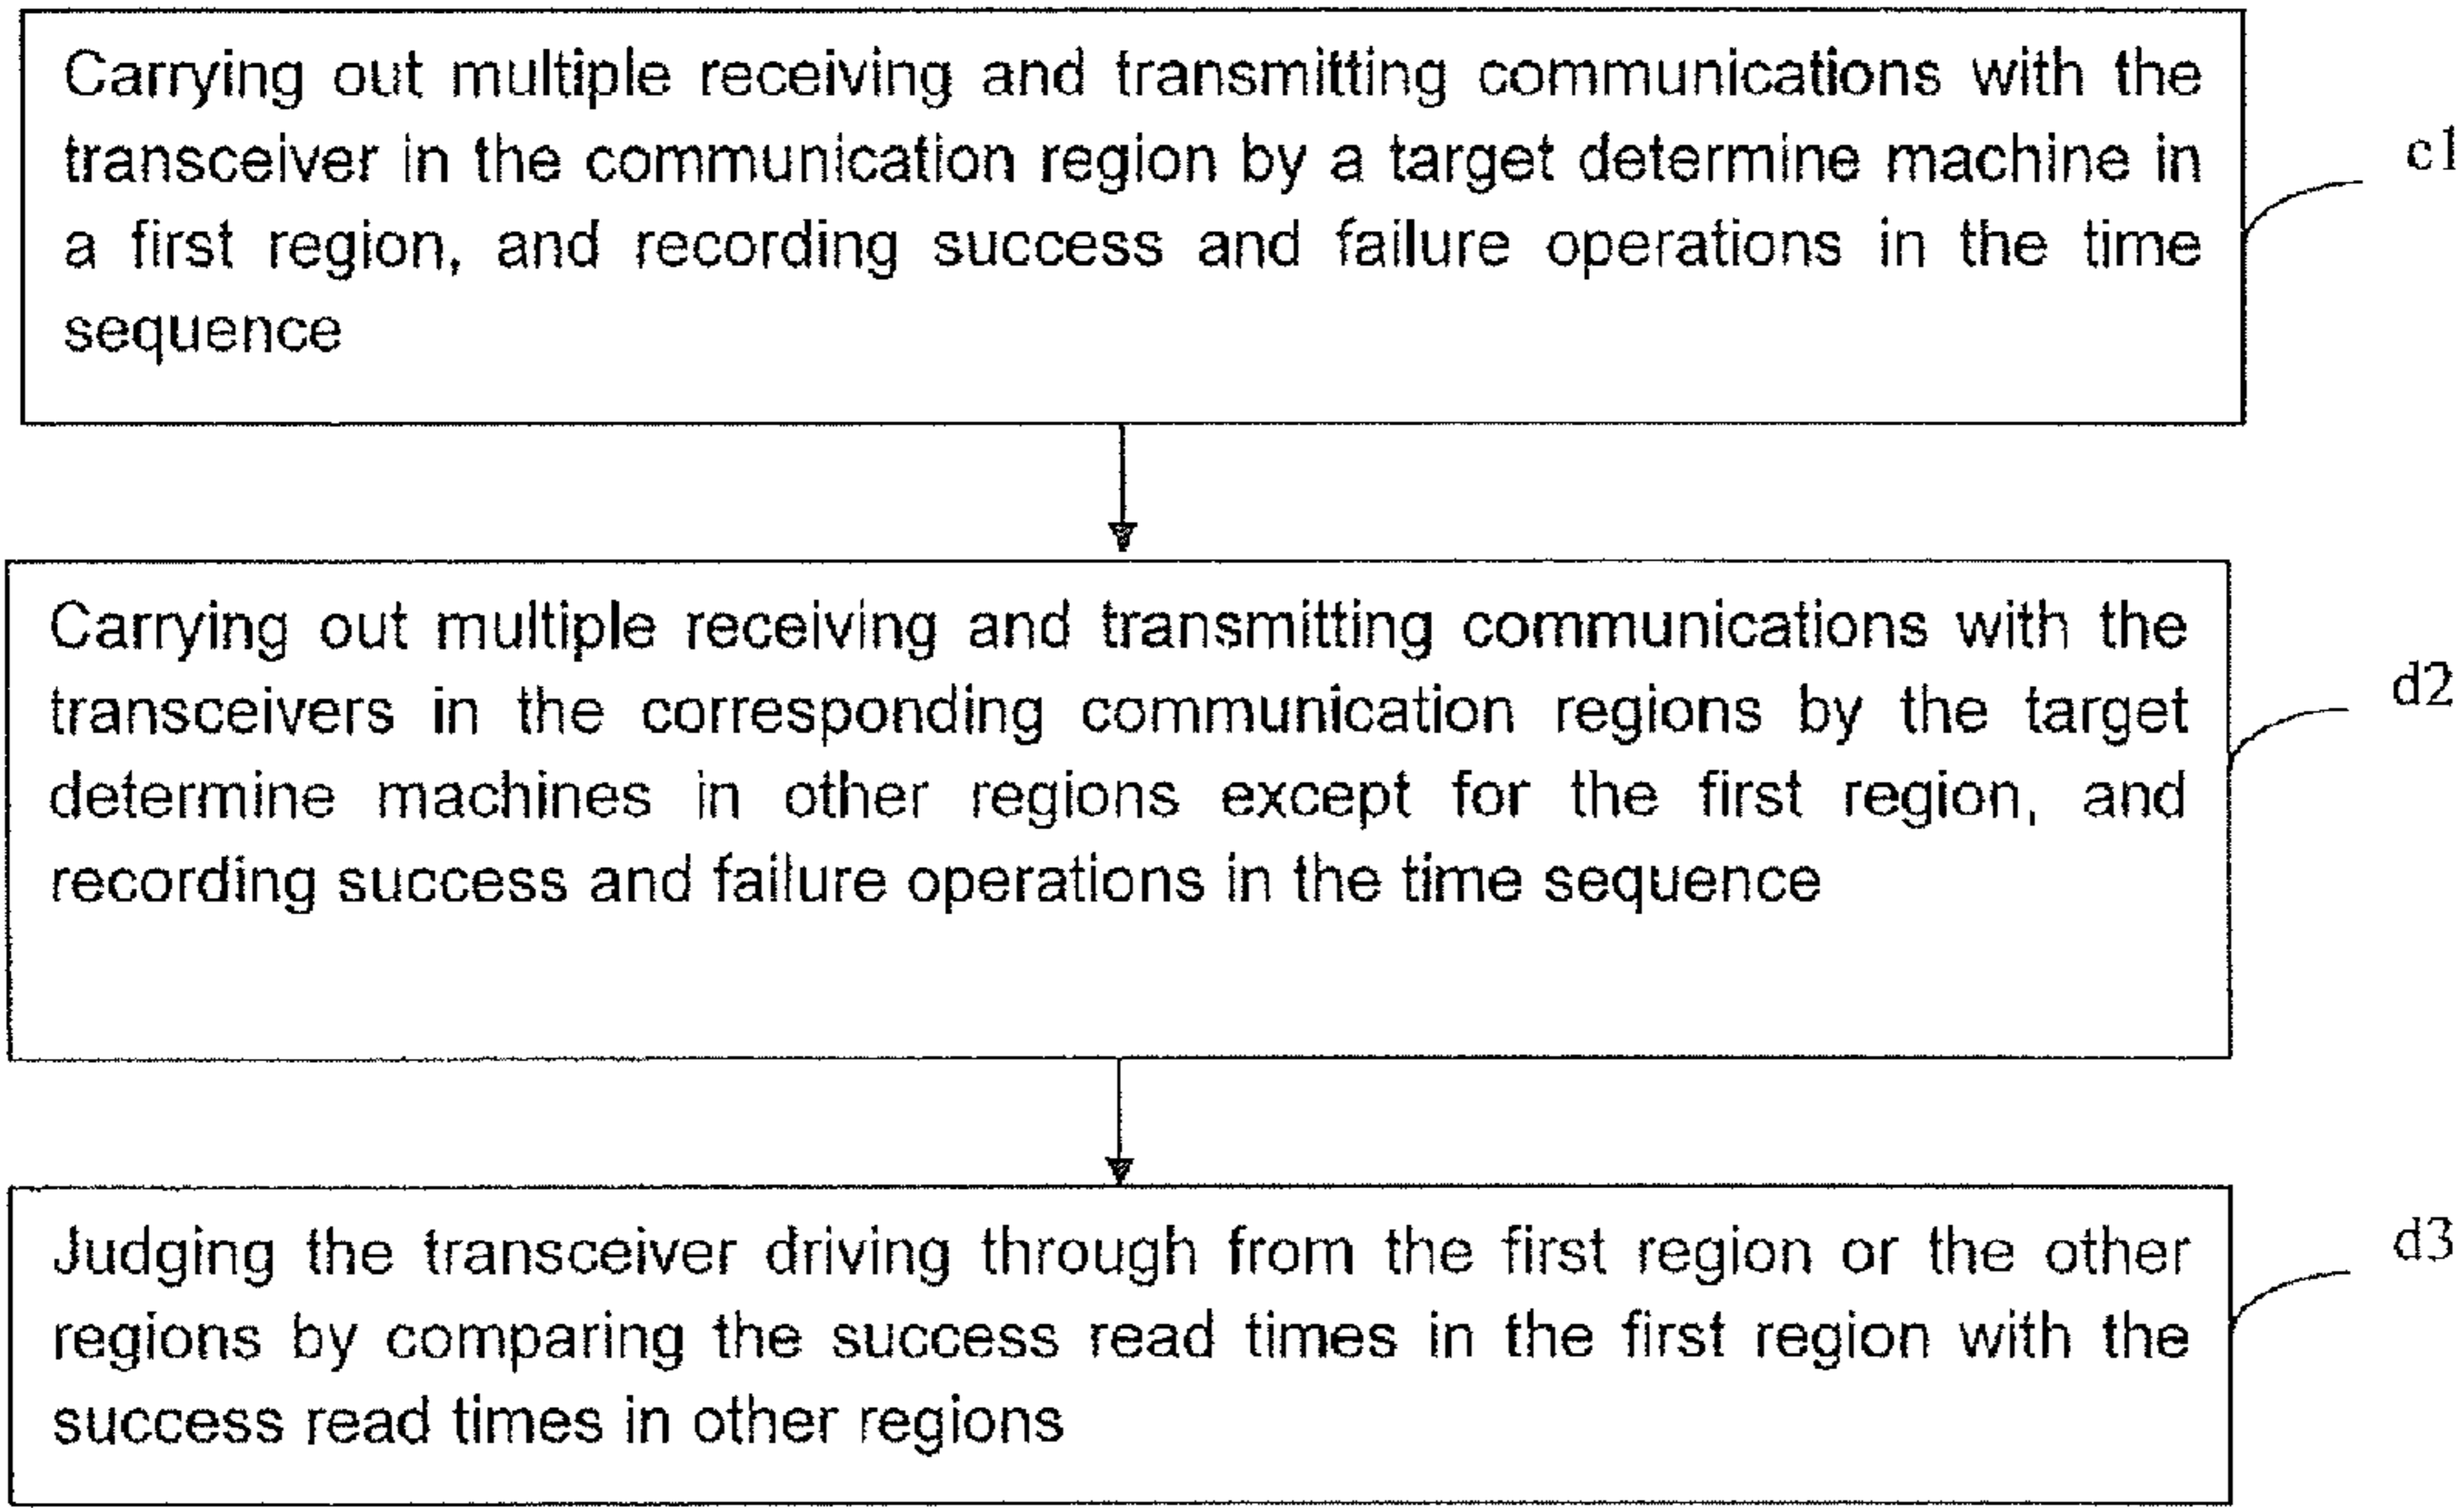 Carrying out multiple receiving and transmitting communications with the
transceiver in the communication region by a target determine machine in
a first region, and recording success and failure operations in the time
sequence
c1
Carrying out multiple receiving and transmitting communications with the
transceivers in the corresponding communication regions by the target
determine machines in other regions except for the first region, and
recording success and failure operations in the time sequence
d2
Judging the transceiver driving through from the first region or the other
regions by comparing the success read times in the first region with the
success read times in other regions
d3